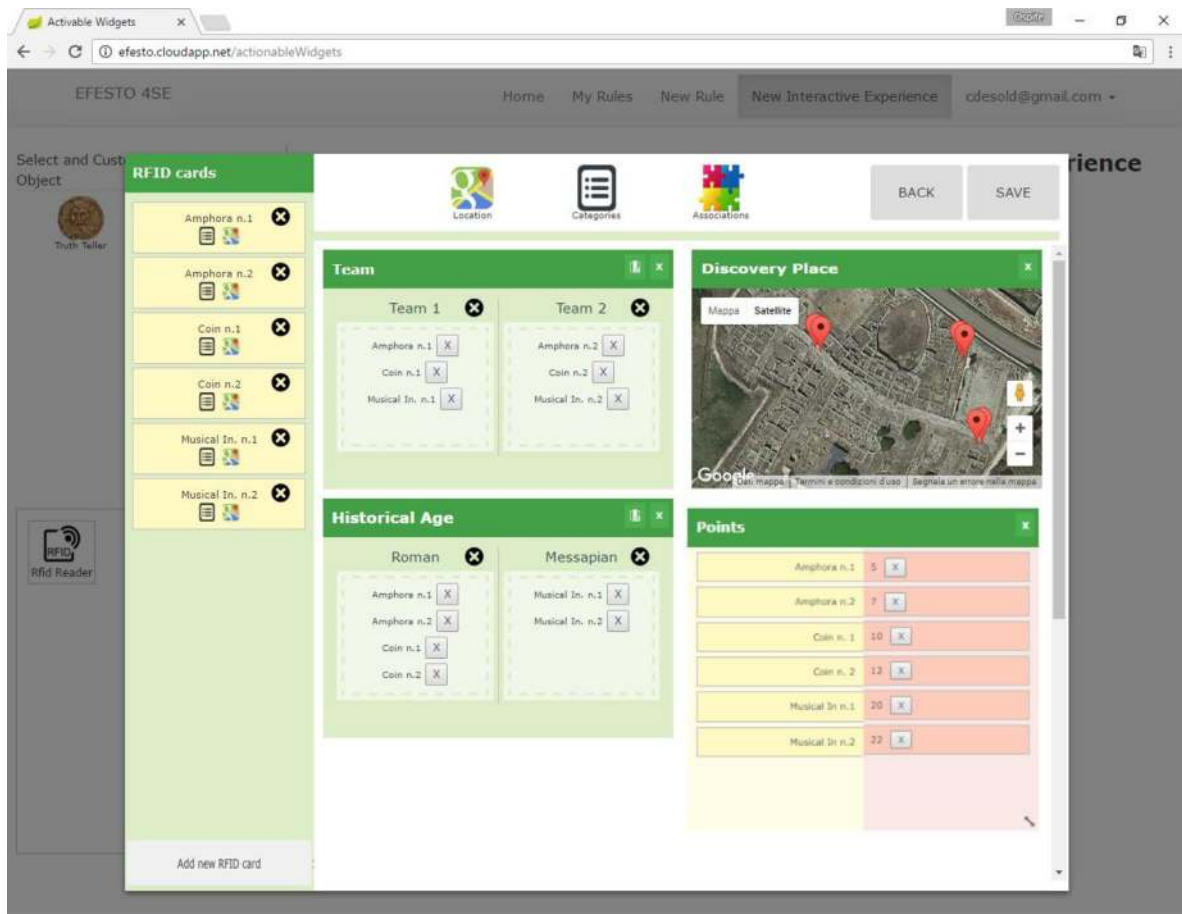 Activable Widgets
Ospite
efesto.cloudapp.net/actionableWidgets
EFESTO 4SE
Home
My Rules
New Rule
New Interactive Experience
cdesold@gmail.com
Select and Cust
Object
rience
Truth Teller
RFID
Rfid Reader
RFID cards
Amphora n.1
Amphora n.2
Coin n.1
Coin n.2
Musical In. n.1
Musical In. n.2
Add new RFID card
Location
Categories
Associations
BACK
SAVE
Team
x
Team 1
Team 2
Amphora n.1 X
Amphora n.2 X
Coin n.1 X
Coin n.2 X
Musical In. n.1 X
Musical In. n.2 X
Discovery Place
x
Mappa
Satellite
Google
Dati mappa
Termini e condizioni d'uso
Segnala un errore nella mappa
Historical Age
x
Roman
Messapian
Amphora n.1 X
Musical In. n.1 X
Amphora n.2 X
Musical In. n.2 X
Coin n.1 X
Coin n.2 X
Points
x
Amphora n.1 5 X
Amphora n.2 7 X
Coin n. 1 10 X
Coin n. 2 12 X
Musical In n.1 20 X
Musical In n.2 22 X